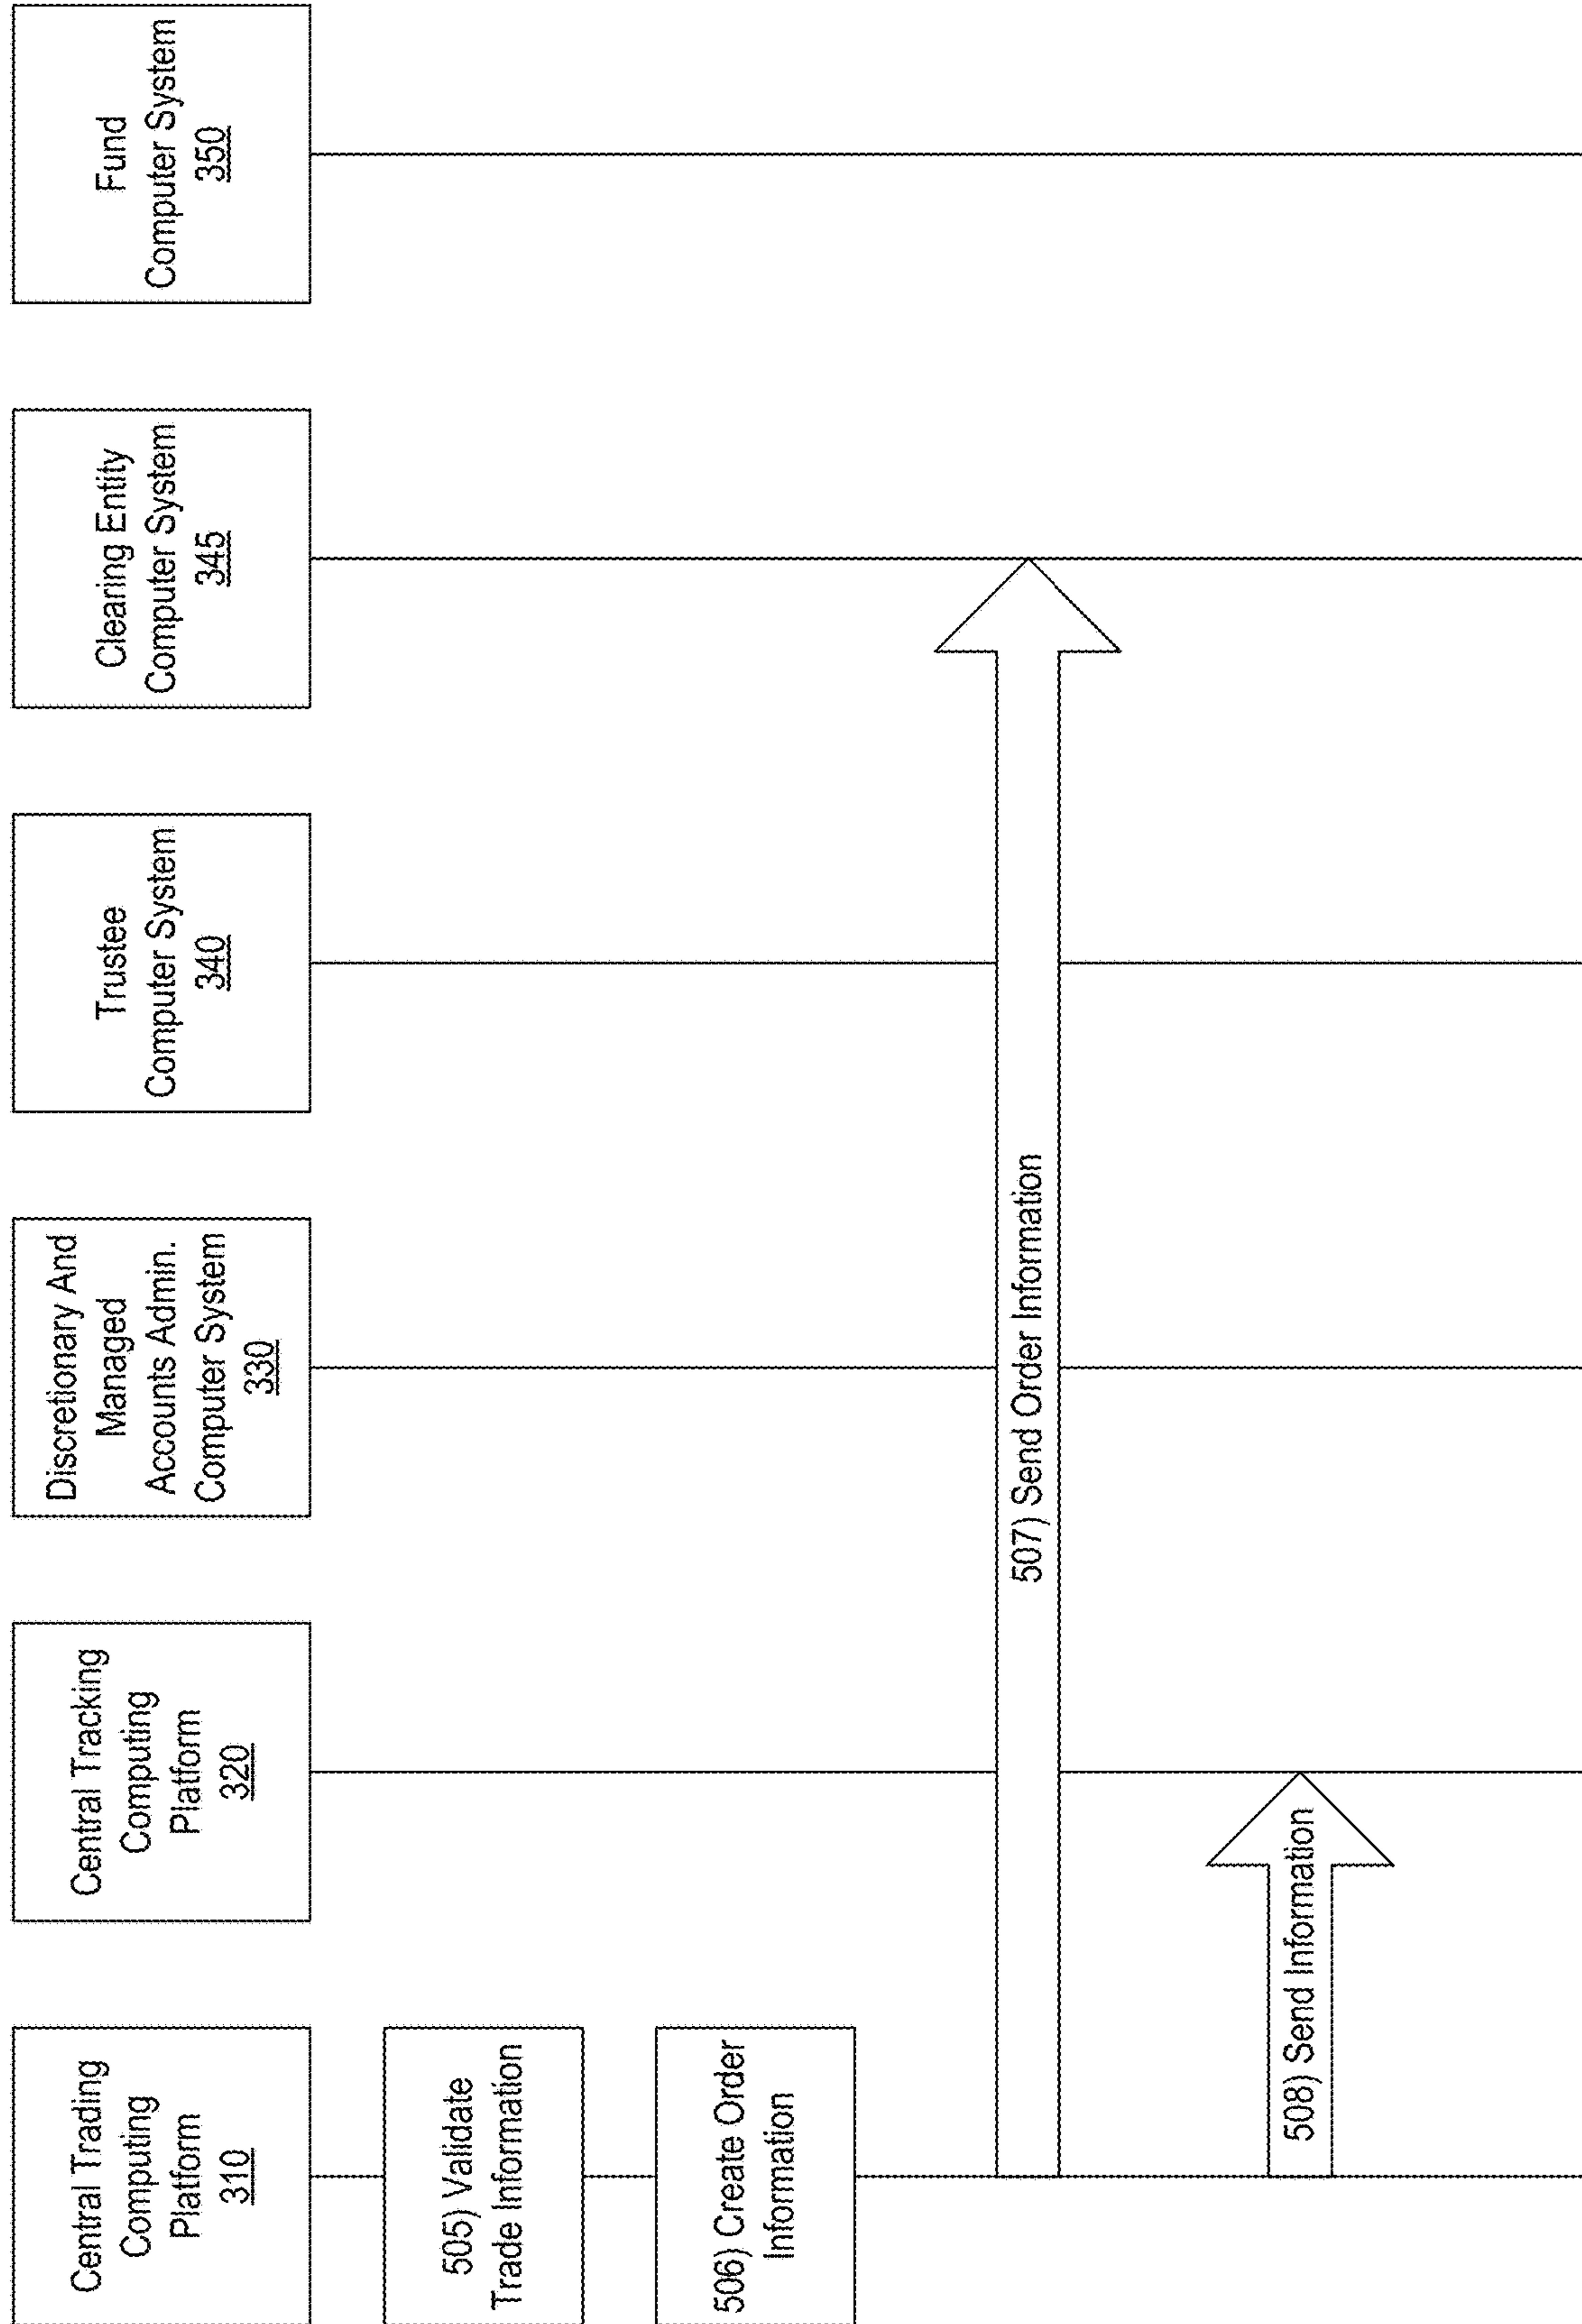 Central Trading
Computing
Platform
310
Central Tracking
Computing
Platform
320
Discretionary And
Managed
Accounts Admin.
Computer System
330
Trustee
Computer System
340
Clearing Entity
Computer System
345
Fund
Computer System
350
505) Validate
Trade Information
506) Create Order
Information
507) Send Order Information
508) Send Information